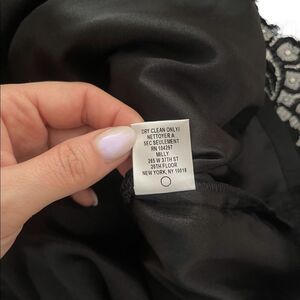 DRY CLEAN ONLY/
NETTOYER A
SEC SEULEMENT
RN 104297
MILLY
265 W 37TH ST
20TH FLOOR
NEW YORK, NY 10018